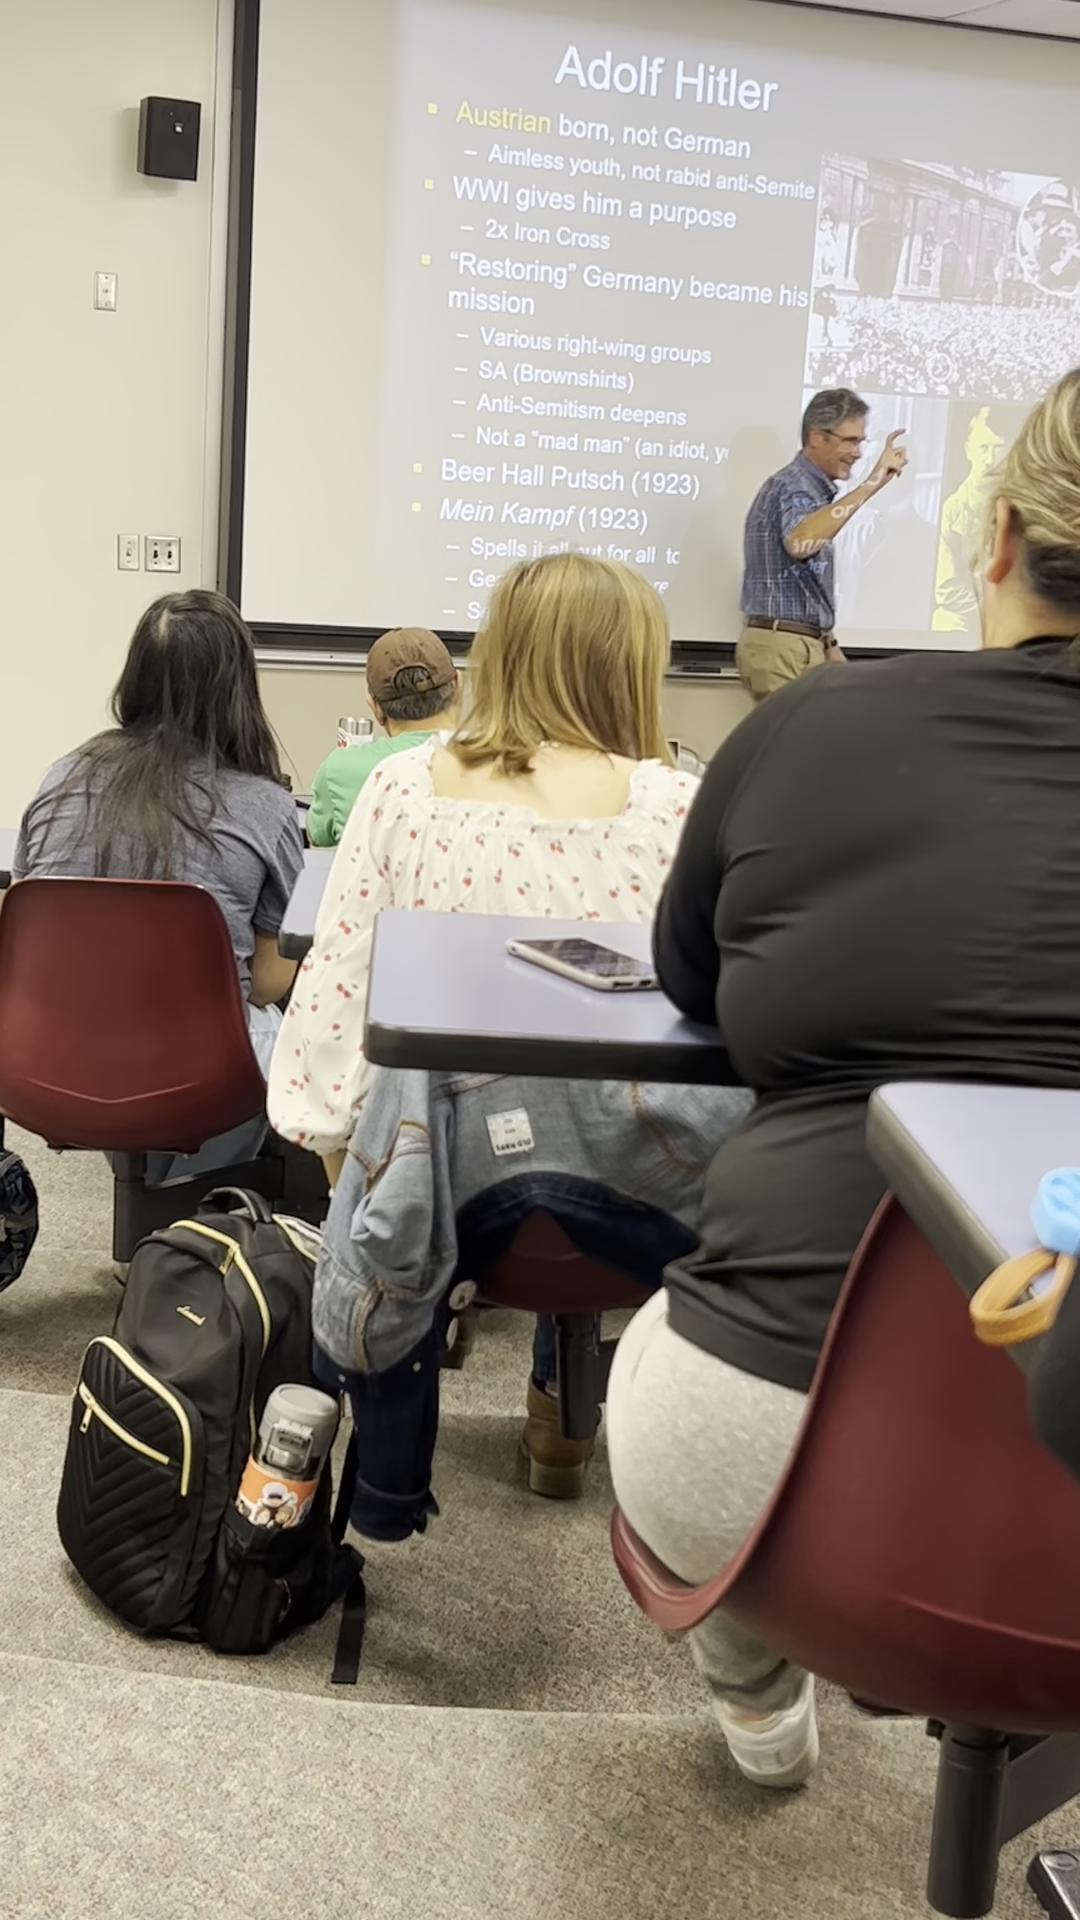 Adolf Hitler
▪ Austrian born, not German
– Aimless youth, not rabid anti-Semite
▪ WWI gives him a purpose
– 2x Iron Cross
▪ “Restoring” Germany became his
mission
– Various right-wing groups
– SA (Brownshirts)
– Anti-Semitism deepens
– Not a “mad man” (an idiot,
▪ Beer Hall Putsch (1923)
▪ Mein Kampf (1923)
– Spells it all out for all to